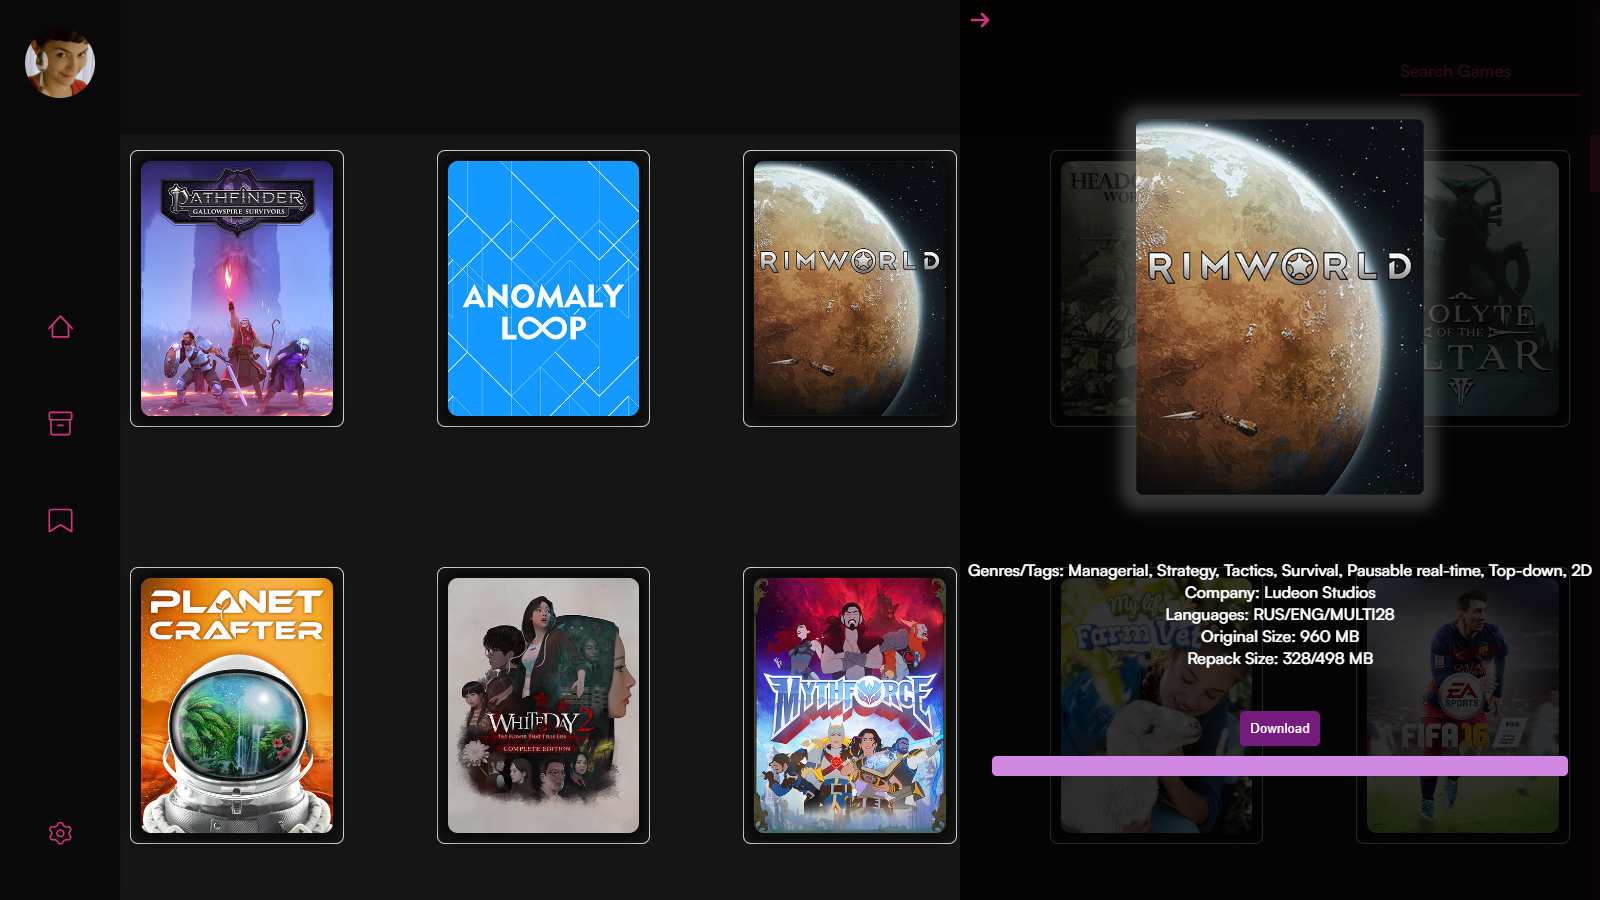 Search Games
PATHFINDER
GALLOWSPIRE SURVIVORS
ANOMALY
LOOP
RIMWORLD
HEADQ
WOR
RIMWORLD
OLYTE
OF THE
LTAR
Genres/Tags: Managerial, Strategy, Tactics, Survival, Pausable real-time, Top-down, 2D
Company: Ludeon Studios
Languages: RUS/ENG/MULTI28
Original Size: 960 MB
Repack Size: 328/498 MB
Download
PLANET
CRAFTER
WHITEDAY 2
THE FLOWER THAT TELLS LIES
COMPLETE EDITION
MYTHFORCE
My life
Farm Vet
EA
SPORTS
FIFA 16